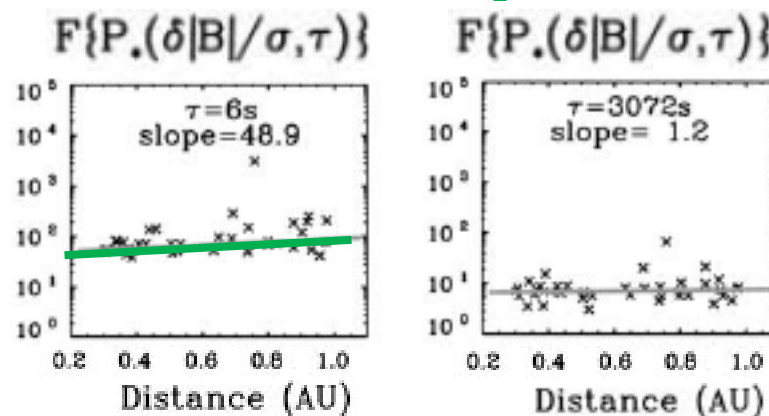 F{P.(δ|B|/σ,τ)}
F{P.(δ|B|/σ,τ)}
10⁵
10⁴
10³
10²
10¹
10⁰
τ=6s
slope=48.9
0.2 0.4 0.6 0.8 1.0
Distance (AU)
10⁵
10⁴
10³
10²
10¹
10⁰
τ=3072s
slope= 1.2
0.2 0.4 0.6 0.8 1.0
Distance (AU)